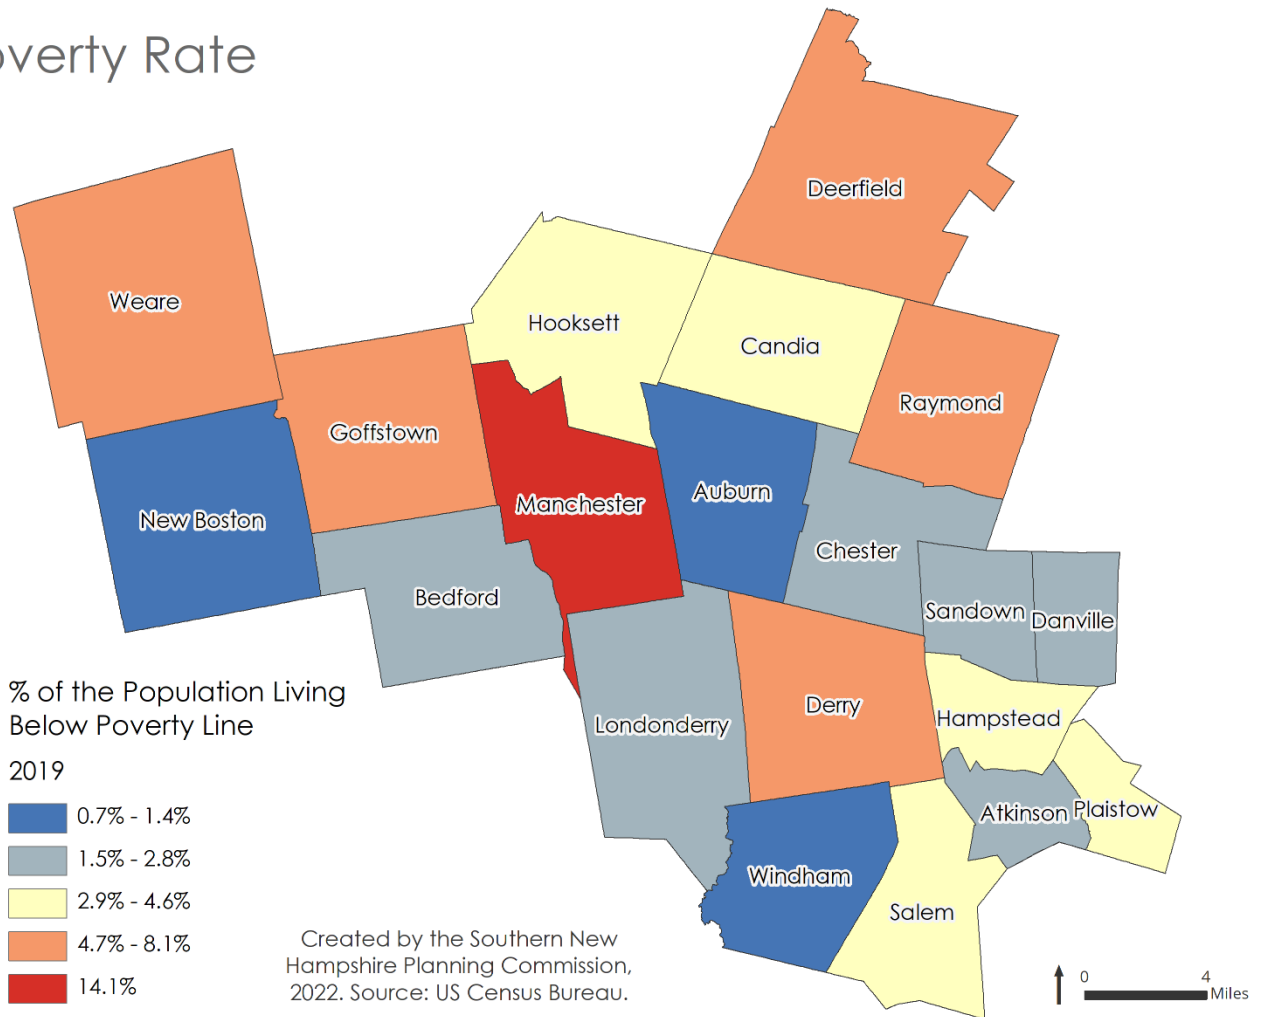 overty Rate
Deerfield
Weare
Hooksett
Candia
Raymond
Goffstown
Auburn
Manchester
New Boston
Chester
Bedford
Sandown
Danville
Derry
Hampstead
Londonderry
Atkinson
Plaistow
Windham
Salem
% of the Population Living
Below Poverty Line
2019
0.7% - 1.4%
1.5% - 2.8%
2.9% - 4.6%
4.7% - 8.1%
14.1%
Created by the Southern New
Hampshire Planning Commission,
2022. Source: US Census Bureau.
0 4
Miles